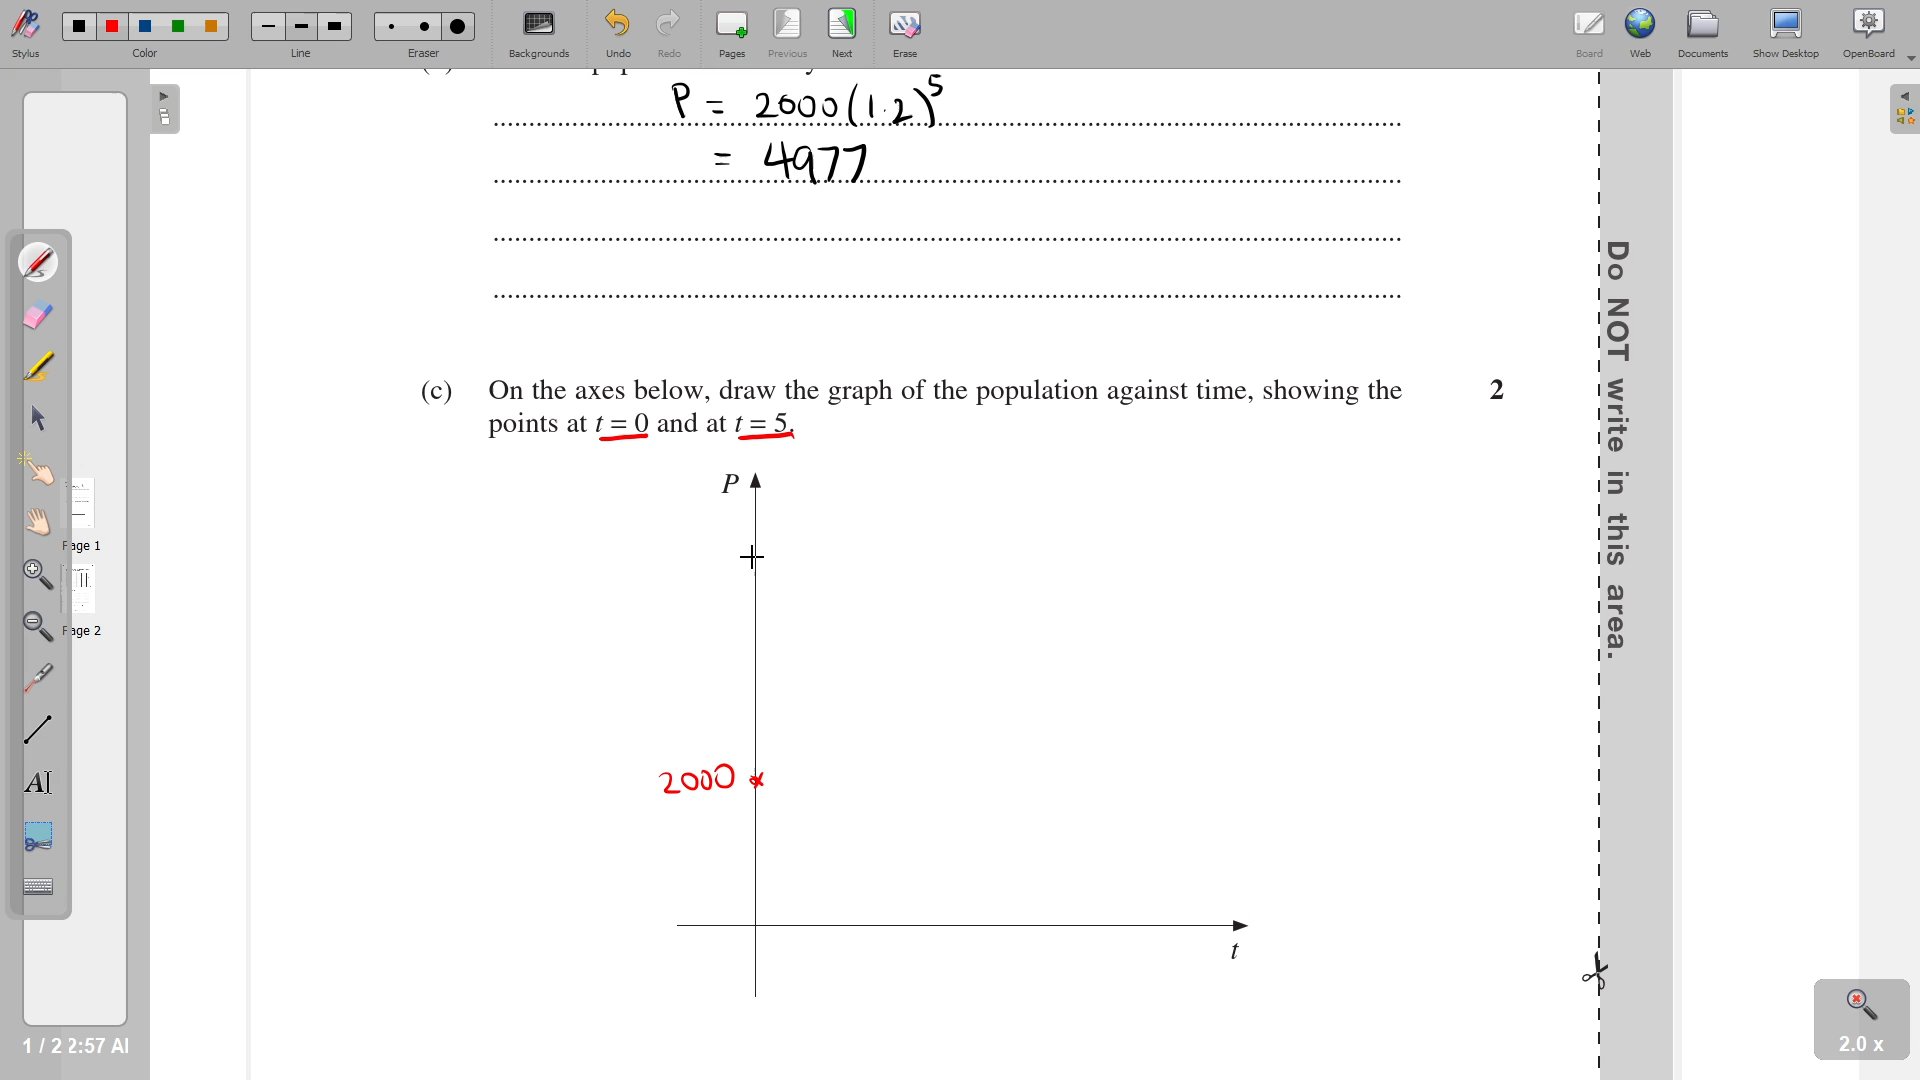 Stylus
Color
Line
Eraser
Backgrounds
Undo
Redo
Pages
Previous
Next
Erase
Board
Web
Documents
Show Desktop
OpenBoard
P = 2000(1.2)^5
= 4977
(c) On the axes below, draw the graph of the population against time, showing the 2
points at t = 0 and at t = 5.
P
2000
t
Do NOT write in this area.
Page 1
Page 2
AI
1 / 2 2:57 AI
2.0 x